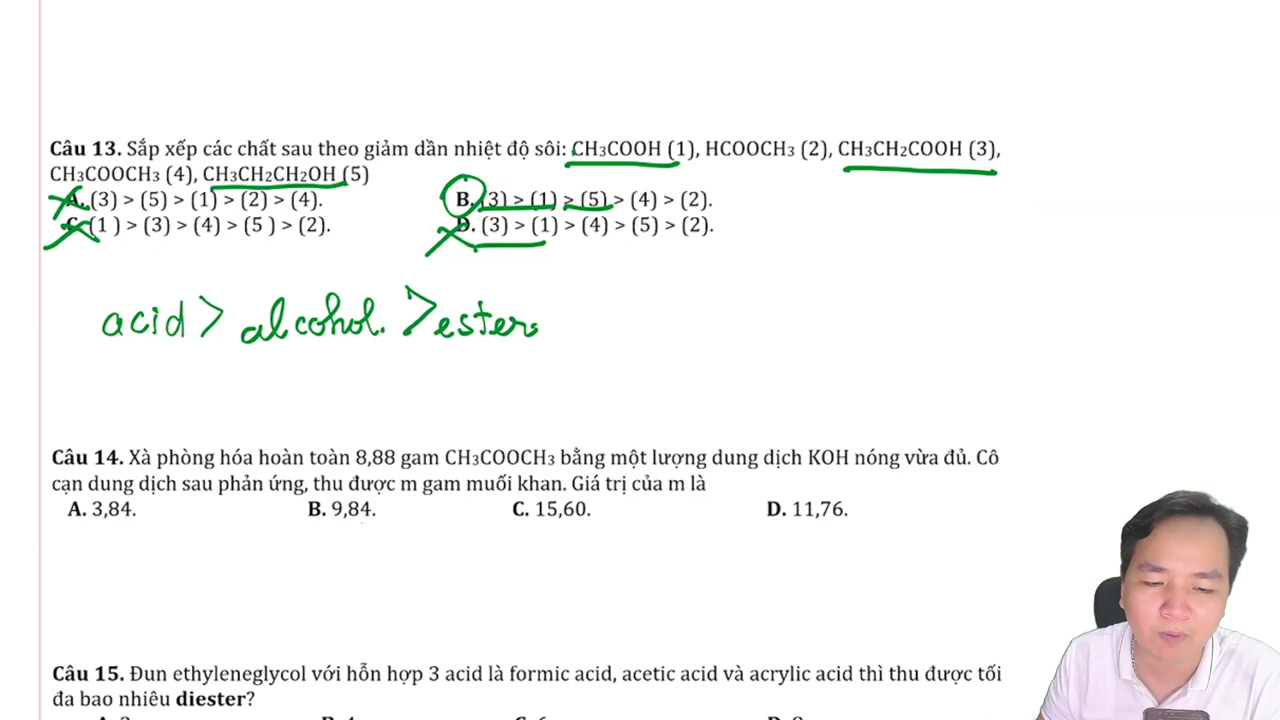 Câu 13. Sắp xếp các chất sau theo giảm dần nhiệt độ sôi: CH₃COOH (1), HCOOCH₃ (2), CH₃CH₂COOH (3),
CH₃COOCH₃ (4), CH₃CH₂CH₂OH (5)
A. (3) > (5) > (1) > (2) > (4). B. (3) > (1) > (5) > (4) > (2).
C. (1 ) > (3) > (4) > (5 ) > (2). D. (3) > (1) > (4) > (5) > (2).
acid > alcohol. > ester
Câu 14. Xà phòng hóa hoàn toàn 8,88 gam CH₃COOCH₃ bằng một lượng dung dịch KOH nóng vừa đủ. Cô
cạn dung dịch sau phản ứng, thu được m gam muối khan. Giá trị của m là
A. 3,84. B. 9,84. C. 15,60. D. 11,76.
Câu 15. Đun ethyleneglycol với hỗn hợp 3 acid là formic acid, acetic acid và acrylic acid thì thu được tối
đa bao nhiêu diester?